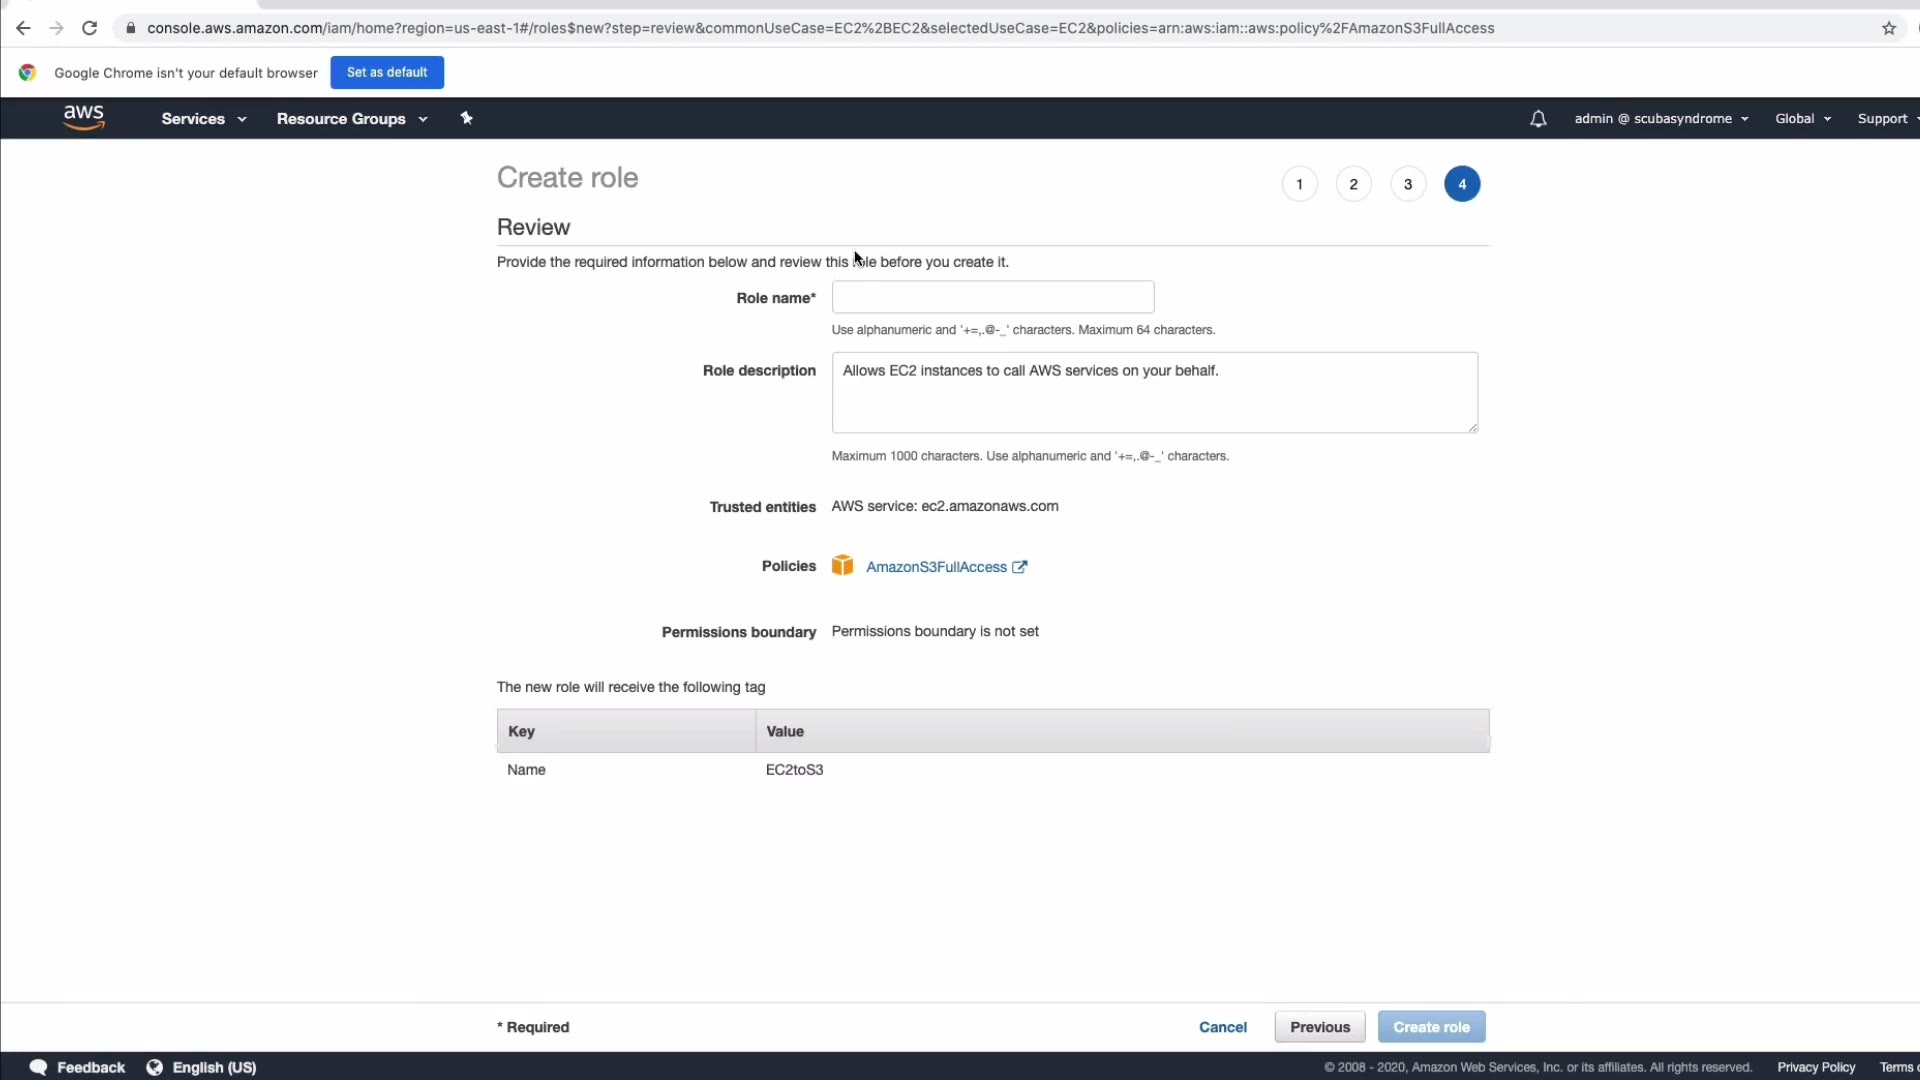 console.aws.amazon.com/iam/home?region=us-east-1#/roles$new?step=review&commonUseCase=EC2%2BEC2&selectedUseCase=EC2&policies=arn:aws:iam::aws:policy%2FAmazonS3FullAccess
Google Chrome isn't your default browser Set as default
aws Services Resource Groups admin @ scubasyndrome Global Support
Create role 1 2 3 4
Review
Provide the required information below and review this role before you create it.
Role name*
Use alphanumeric and '+=,.@-_' characters. Maximum 64 characters.
Role description Allows EC2 instances to call AWS services on your behalf.
Maximum 1000 characters. Use alphanumeric and '+=,.@-_' characters.
Trusted entities AWS service: ec2.amazonaws.com
Policies AmazonS3FullAccess
Permissions boundary Permissions boundary is not set
The new role will receive the following tag
Key Value
Name EC2toS3
* Required Cancel Previous Create role
Feedback English (US) © 2008 - 2020, Amazon Web Services, Inc. or its affiliates. All rights reserved. Privacy Policy Terms